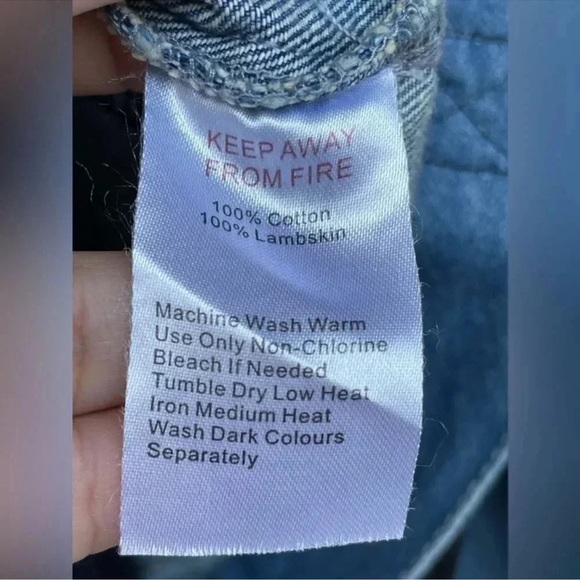 KEEP AWAY
FROM FIRE
100% Cotton
100% Lambskin
Machine Wash Warm
Use Only Non-Chlorine
Bleach If Needed
Tumble Dry Low Heat
Iron Medium Heat
Wash Dark Colours
Separately